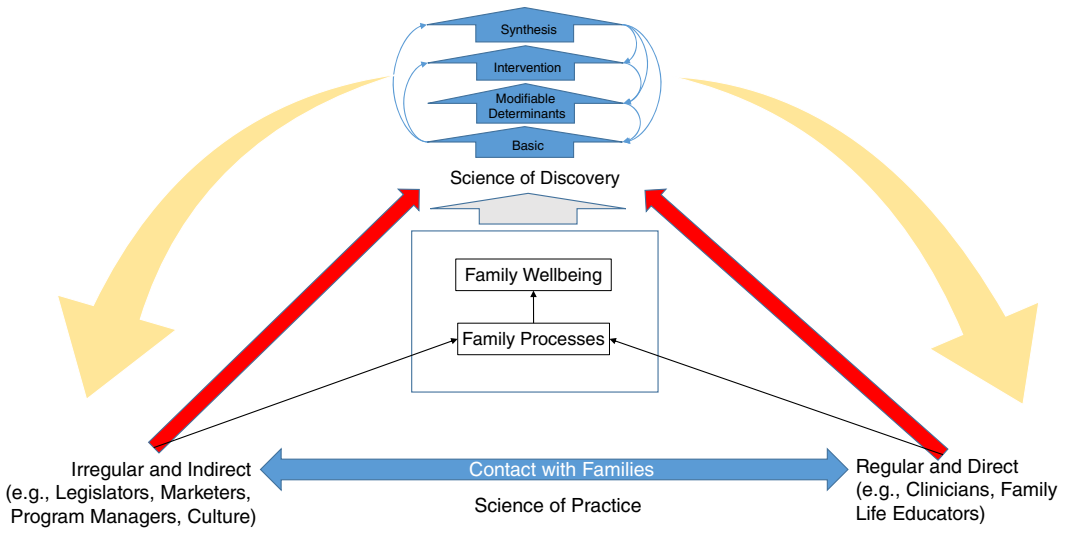 Synthesis
Intervention
Modifiable
Determinants
Basic
Science of Discovery
Family Wellbeing
Family Processes
Irregular and Indirect
(e.g., Legislators, Marketers,
Program Managers, Culture)
Contact with Families
Science of Practice
Regular and Direct
(e.g., Clinicians, Family
Life Educators)